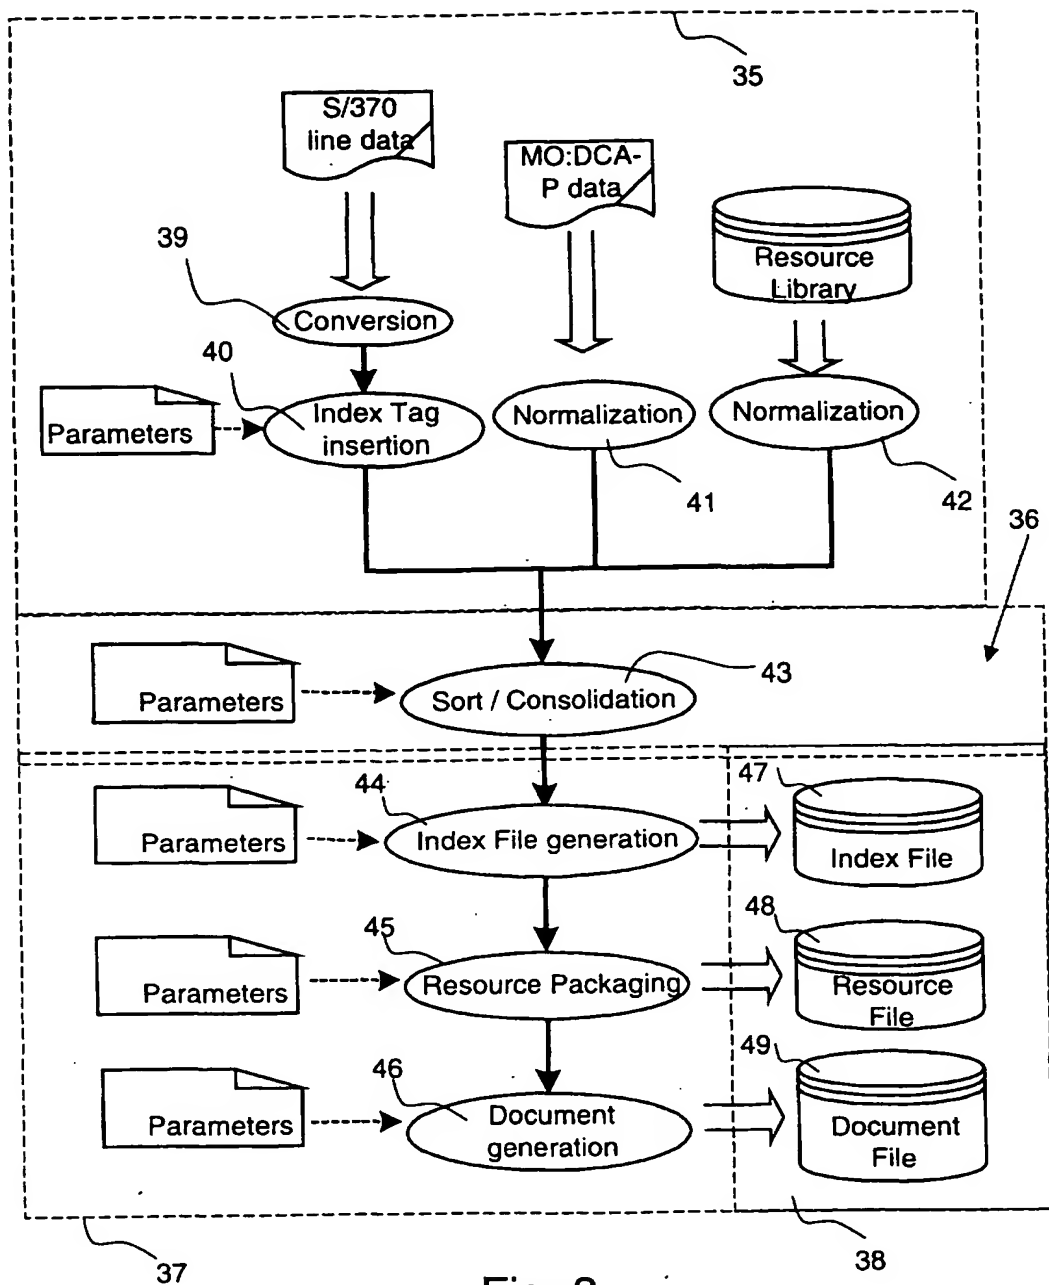 35
S/370
line data
MO:DCA-
P data
Resource
Library
39
Conversion
40
Parameters
Index Tag
insertion
Normalization
Normalization
41
42
36
Parameters
Sort / Consolidation
43
44
47
Parameters
Index File generation
Index File
45
48
Parameters
Resource Packaging
Resource
File
46
49
Parameters
Document
generation
Document
File
37
38